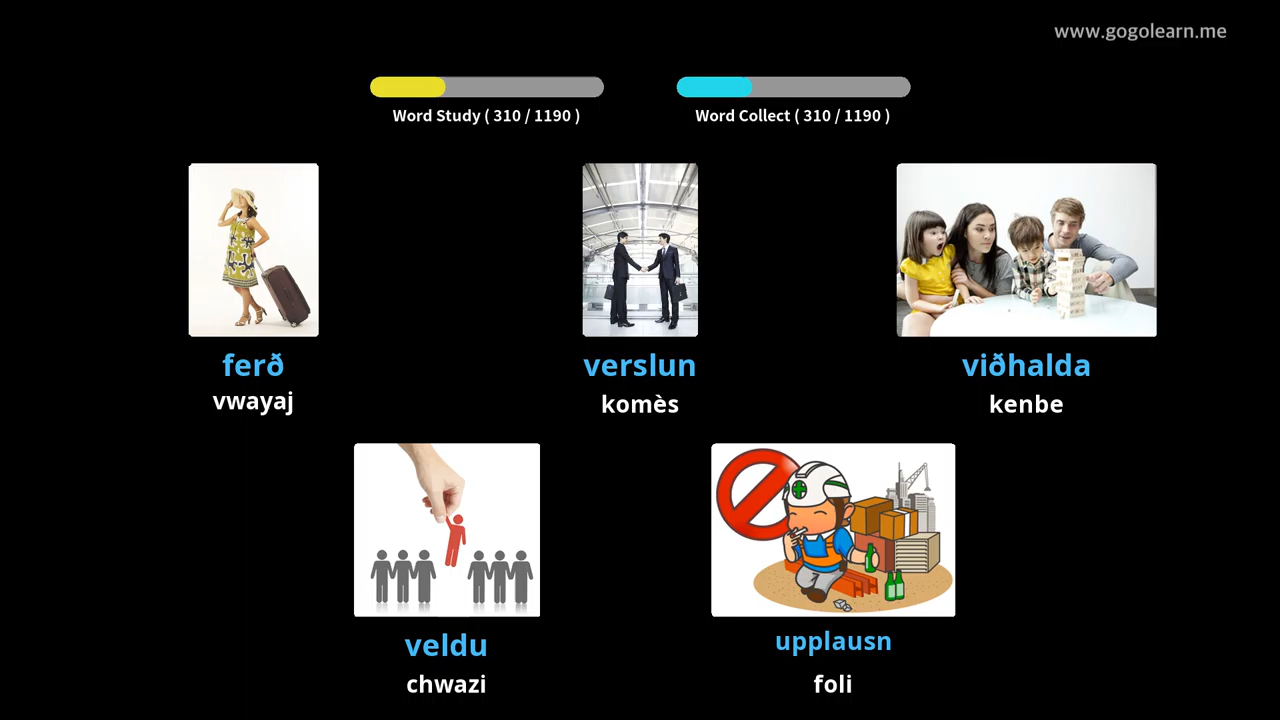 www.gogolearn.me
Word Study ( 310 / 1190 )
Word Collect ( 310 / 1190 )
ferð
vwayaj
verslun
komès
viðhalda
kenbe
veldu
chwazi
upplausn
foli